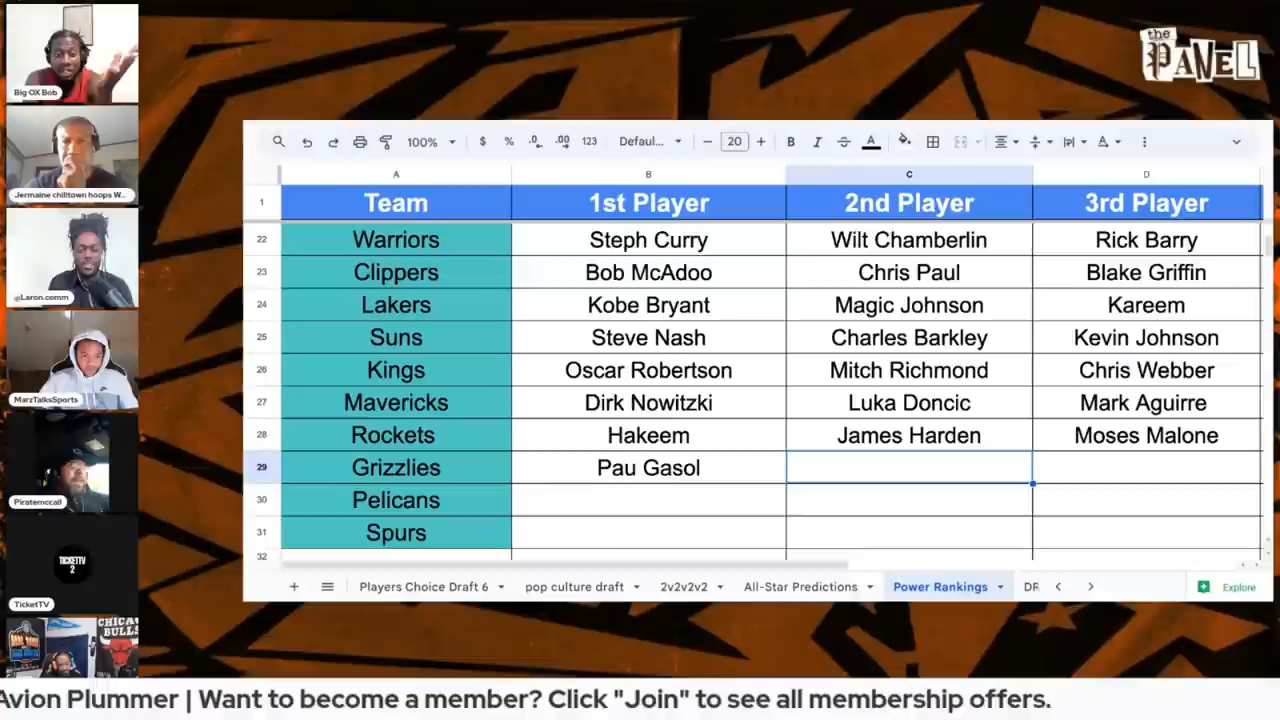 the PANEL
Big OX Bob
Jermaine chilltown hoops W...
@Laron.comm
MarzTalksSports
Piratemccall
TICKETTV 2
TicketTV
CHICAGO BULLS
100% $ % .0 .00 123 Defaul... − 20 + B I S A
A B C D
1 Team 1st Player 2nd Player 3rd Player
22 Warriors Steph Curry Wilt Chamberlin Rick Barry
23 Clippers Bob McAdoo Chris Paul Blake Griffin
24 Lakers Kobe Bryant Magic Johnson Kareem
25 Suns Steve Nash Charles Barkley Kevin Johnson
26 Kings Oscar Robertson Mitch Richmond Chris Webber
27 Mavericks Dirk Nowitzki Luka Doncic Mark Aguirre
28 Rockets Hakeem James Harden Moses Malone
29 Grizzlies Pau Gasol
30 Pelicans
31 Spurs
32
+ Players Choice Draft 6 pop culture draft 2v2v2v2 All-Star Predictions Power Rankings DR Explore
Avion Plummer | Want to become a member? Click "Join" to see all membership offers.